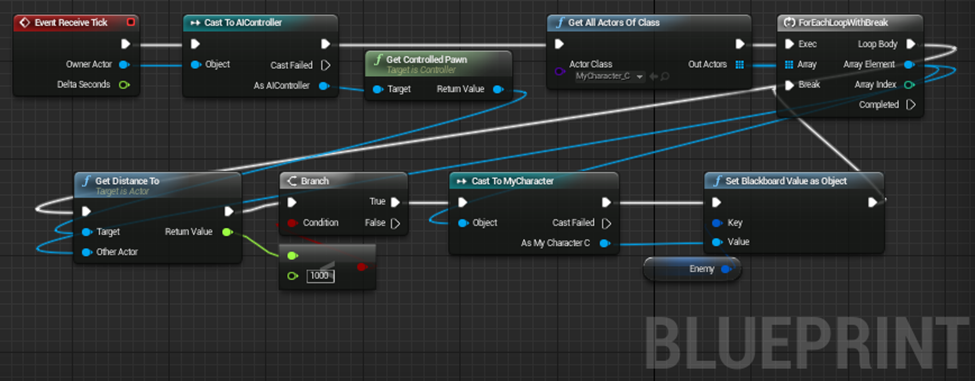 Event Receive Tick
Owner Actor
Delta Seconds
Cast To AIController
Object
Cast Failed
As AIController
Get Controlled Pawn
Target is Controller
Target
Return Value
Get All Actors Of Class
Actor Class
MyCharacter_C
Out Actors
ForEachLoopWithBreak
Exec
Loop Body
Array
Array Element
Break
Array Index
Completed
Get Distance To
Target is Actor
Target
Return Value
Other Actor
Branch
True
Condition
False
<
1000
Cast To MyCharacter
Object
Cast Failed
As My Character C
Set Blackboard Value as Object
Key
Value
Enemy
BLUEPRINT